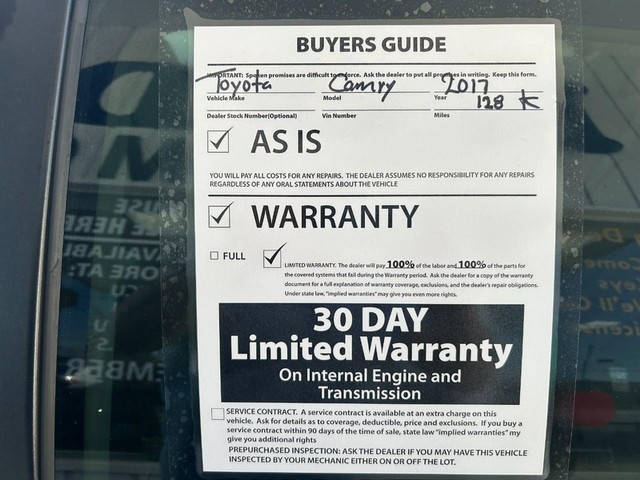 BUYERS GUIDE
IMPORTANT: Spoken promises are difficult to enforce. Ask the dealer to put all promises in writing. Keep this form.
Toyota Camry 2017
Vehicle Make Model Year 128 K
Dealer Stock Number(Optional) Vin Number Miles
AS IS
YOU WILL PAY ALL COSTS FOR ANY REPAIRS. THE DEALER ASSUMES NO RESPONSIBILITY FOR ANY REPAIRS
REGARDLESS OF ANY ORAL STATEMENTS ABOUT THE VEHICLE
WARRANTY
FULL LIMITED WARRANTY. The dealer will pay 100% of the labor and 100% of the parts for
the covered systems that fail during the Warranty period. Ask the dealer for a copy of the warranty
document for a full explanation of warranty coverage, exclusions, and the dealer's repair obligations.
Under state law, "implied warranties" may give you even more rights.
30 DAY
Limited Warranty
On Internal Engine and
Transmission
SERVICE CONTRACT. A service contract is available at an extra charge on this
vehicle. Ask for details as to coverage, deductible, price and exclusions. If you buy a
service contract within 90 days of the time of sale, state law "implied warranties" may
give you additional rights
PREPURCHASED INSPECTION: ASK THE DEALER IF YOU MAY HAVE THIS VEHICLE
INSPECTED BY YOUR MECHANIC EITHER ON OR OFF THE LOT.